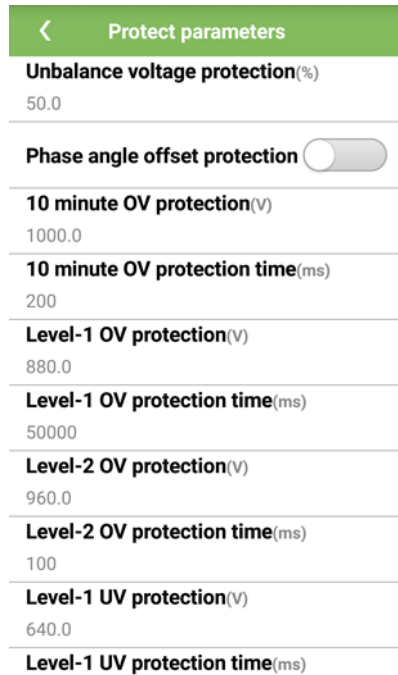 Protect parameters
Unbalance voltage protection(%)
50.0
Phase angle offset protection
10 minute OV protection(V)
1000.0
10 minute OV protection time(ms)
200
Level-1 OV protection(V)
880.0
Level-1 OV protection time(ms)
50000
Level-2 OV protection(V)
960.0
Level-2 OV protection time(ms)
100
Level-1 UV protection(V)
640.0
Level-1 UV protection time(ms)